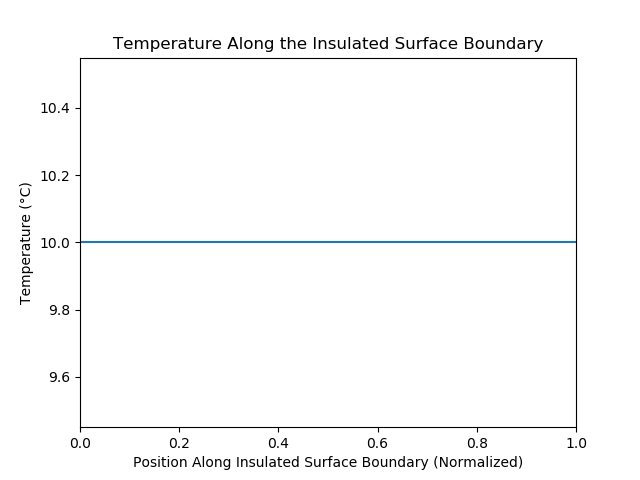 Temperature Along the Insulated Surface Boundary
Temperature (°C)
10.4
10.2
10.0
9.8
9.6
0.0 0.2 0.4 0.6 0.8 1.0
Position Along Insulated Surface Boundary (Normalized)